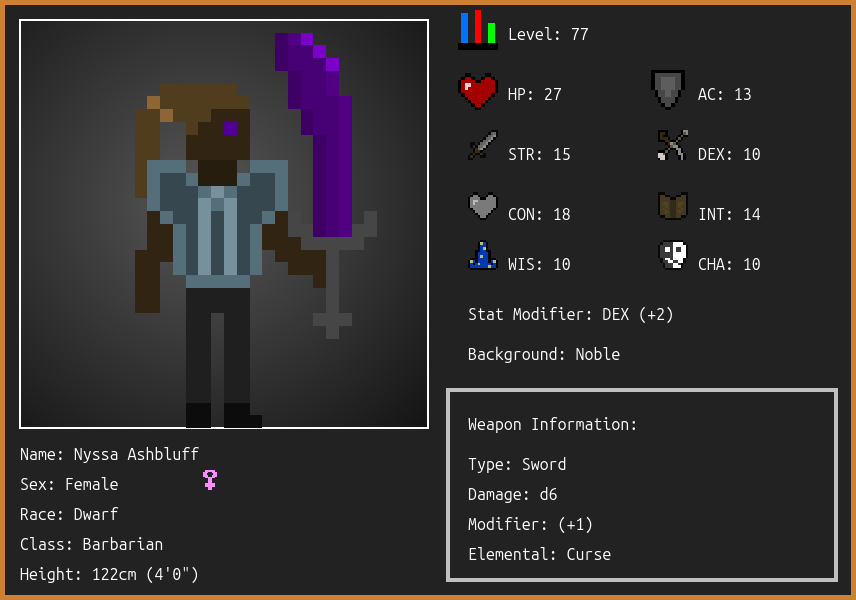 Level: 77
HP: 27
AC: 13
STR: 15
DEX: 10
CON: 18
INT: 14
WIS: 10
CHA: 10
Stat Modifier: DEX (+2)
Background: Noble
Weapon Information:
Type: Sword
Damage: d6
Modifier: (+1)
Elemental: Curse
Name: Nyssa Ashbluff
Sex: Female
Race: Dwarf
Class: Barbarian
Height: 122cm (4'0")